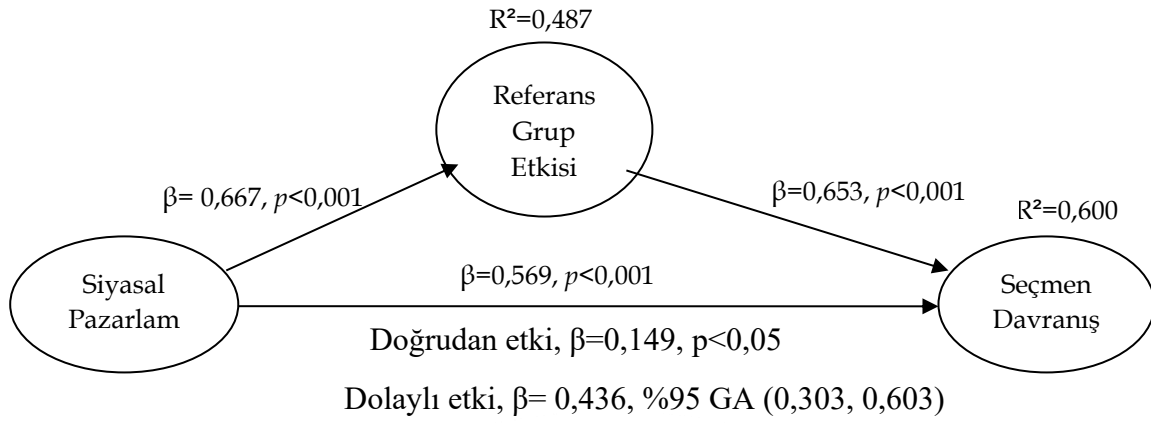 R²=0,487
Referans
Grup
Etkisi
β= 0,667, p<0,001
β=0,653, p<0,001
R²=0,600
Siyasal
Pazarlam
β=0,569, p<0,001
Seçmen
Davranış
Doğrudan etki, β=0,149, p<0,05
Dolaylı etki, β= 0,436, %95 GA (0,303, 0,603)